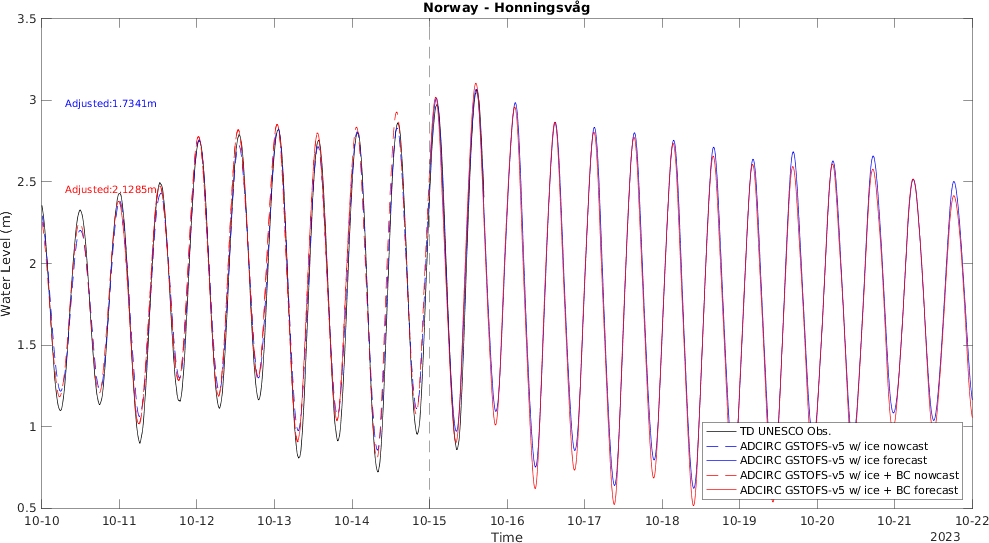 Norway - Honningsvåg
3.5
3
2.5
2
1.5
1
0.5
Water Level (m)
Adjusted:1.7341m
Adjusted:2.1285m
TD UNESCO Obs.
ADCIRC GSTOFS-v5 w/ ice nowcast
ADCIRC GSTOFS-v5 w/ ice forecast
ADCIRC GSTOFS-v5 w/ ice + BC nowcast
ADCIRC GSTOFS-v5 w/ ice + BC forecast
10-10 10-11 10-12 10-13 10-14 10-15 10-16 10-17 10-18 10-19 10-20 10-21 10-22
Time
2023